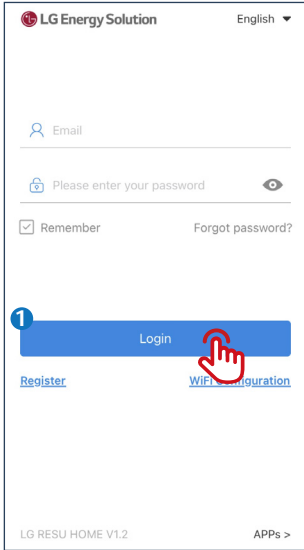 LG Energy Solution English ▼
Email
Please enter your password
Remember Forgot password?
1
Login
Register WiFi Configuration
LG RESU HOME V1.2 APPs >